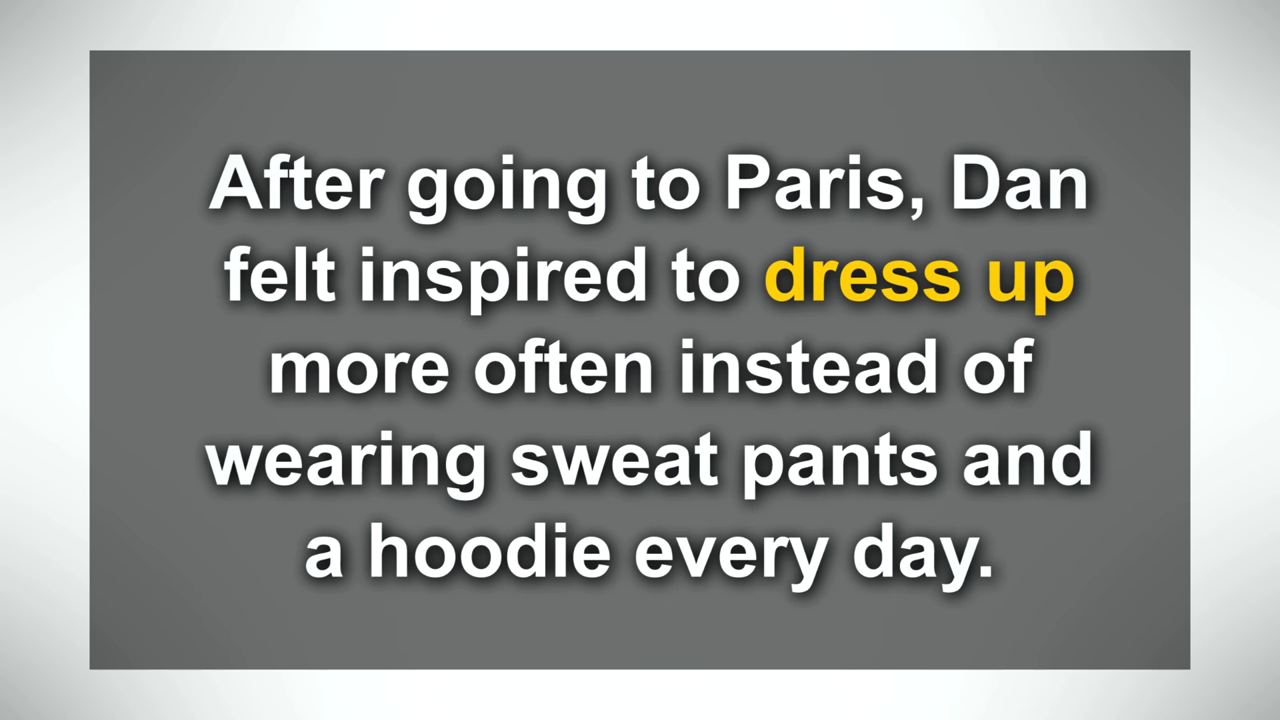 After going to Paris, Dan
felt inspired to dress up
more often instead of
wearing sweat pants and
a hoodie every day.